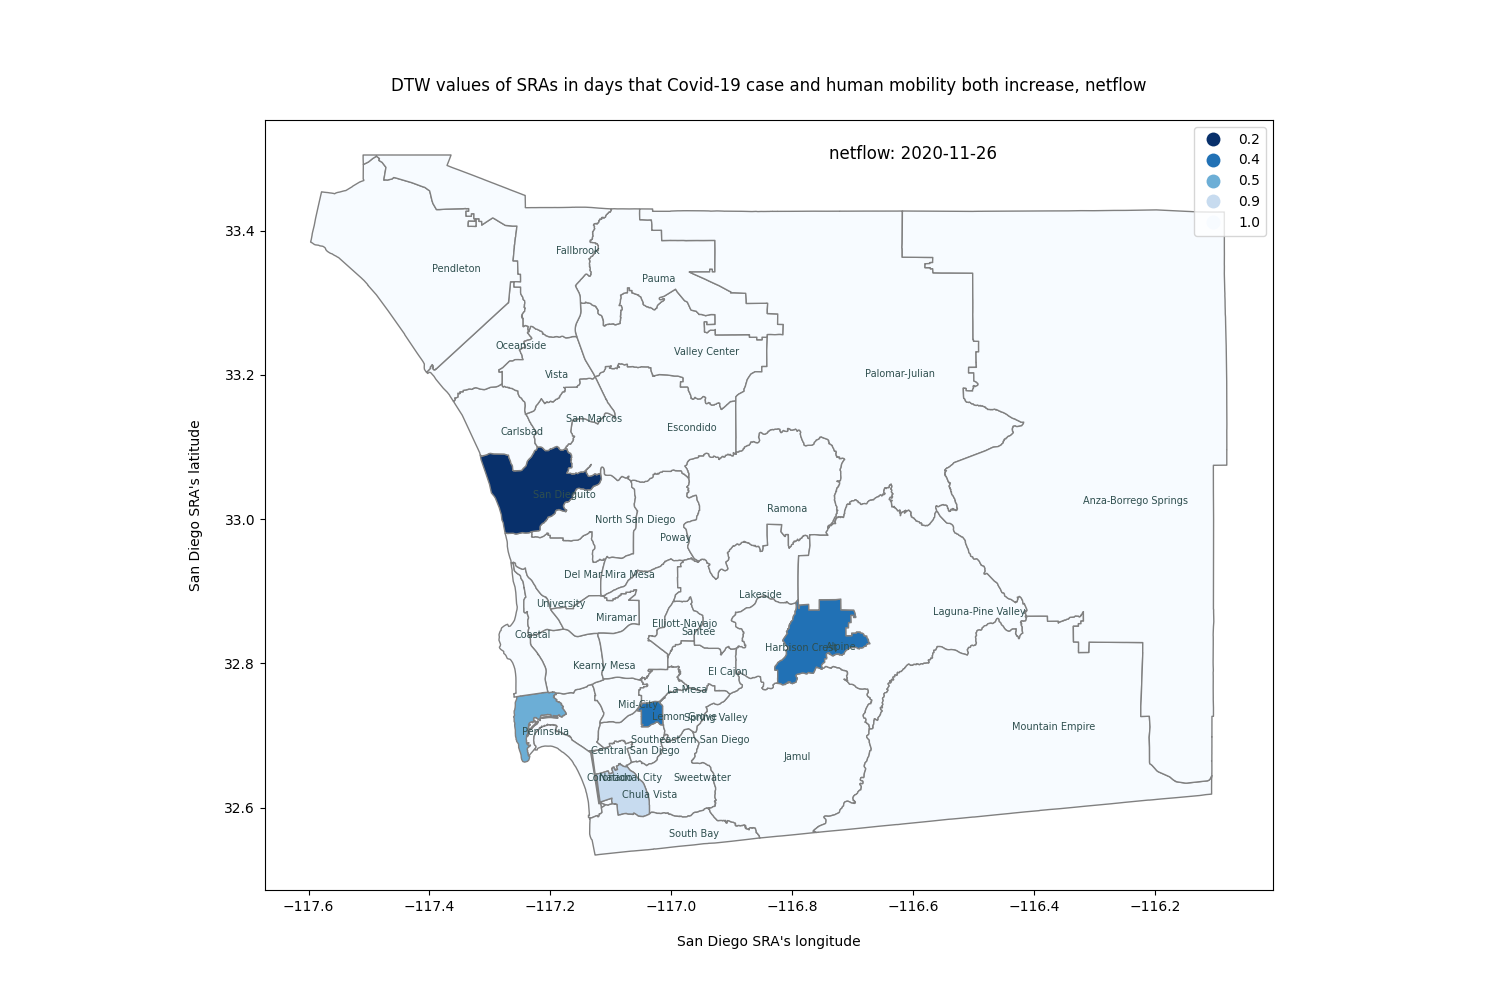 DTW values of SRAs in days that Covid-19 case and human mobility both increase, netflow
netflow: 2020-11-26
0.2
0.4
0.5
0.9
1.0
33.4
33.2
33.0
32.8
32.6
San Diego SRA's latitude
Fallbrook
Pendleton
Pauma
Oceanside
Valley Center
Vista
Palomar-Julian
San Marcos
Carlsbad
Escondido
San Dieguito
Anza-Borrego Springs
Ramona
North San Diego
Poway
Del Mar-Mira Mesa
Lakeside
University
Laguna-Pine Valley
Miramar
Elliott-Navajo
Santee
Coastal
Harbison Crest
Alpine
Kearny Mesa
El Cajon
La Mesa
Mid-City
Lemon Grove
Spring Valley
Mountain Empire
Peninsula
Southeastern San Diego
Central San Diego
Jamul
Coronado
National City
Sweetwater
Chula Vista
South Bay
−117.6
−117.4
−117.2
−117.0
−116.8
−116.6
−116.4
−116.2
San Diego SRA's longitude